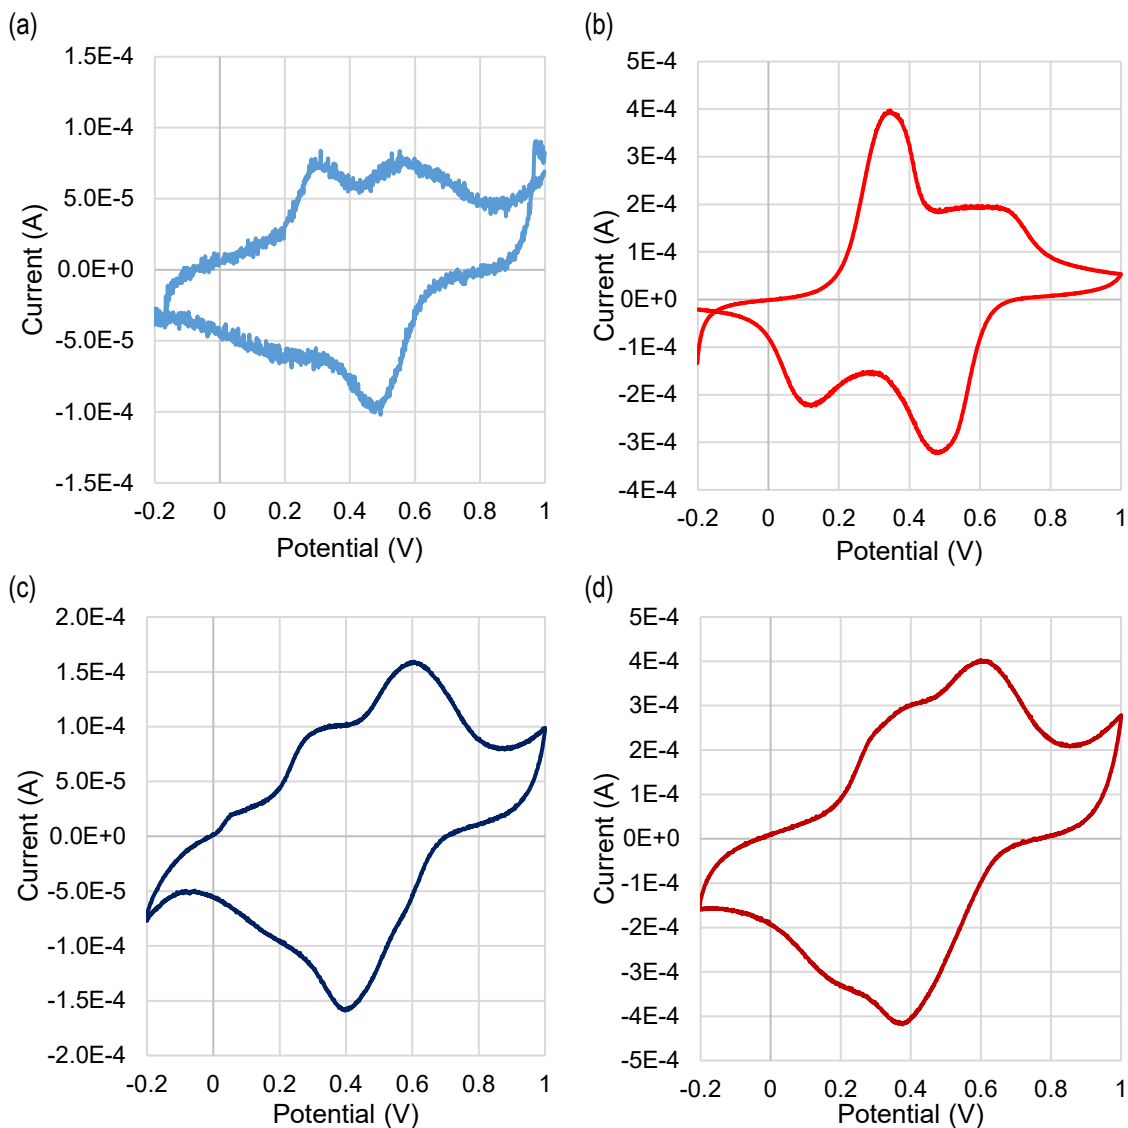 (a)
1.5E-4
1.0E-4
5.0E-5
0.0E+0
-5.0E-5
-1.0E-4
-1.5E-4
Current (A)
-0.2 0 0.2 0.4 0.6 0.8 1
Potential (V)
(b)
5E-4
4E-4
3E-4
2E-4
1E-4
0E+0
-1E-4
-2E-4
-3E-4
-4E-4
Current (A)
-0.2 0 0.2 0.4 0.6 0.8 1
Potential (V)
(c)
2.0E-4
1.5E-4
1.0E-4
5.0E-5
0.0E+0
-5.0E-5
-1.0E-4
-1.5E-4
-2.0E-4
Current (A)
-0.2 0 0.2 0.4 0.6 0.8 1
Potential (V)
(d)
5E-4
4E-4
3E-4
2E-4
1E-4
0E+0
-1E-4
-2E-4
-3E-4
-4E-4
-5E-4
Current (A)
-0.2 0 0.2 0.4 0.6 0.8 1
Potential (V)